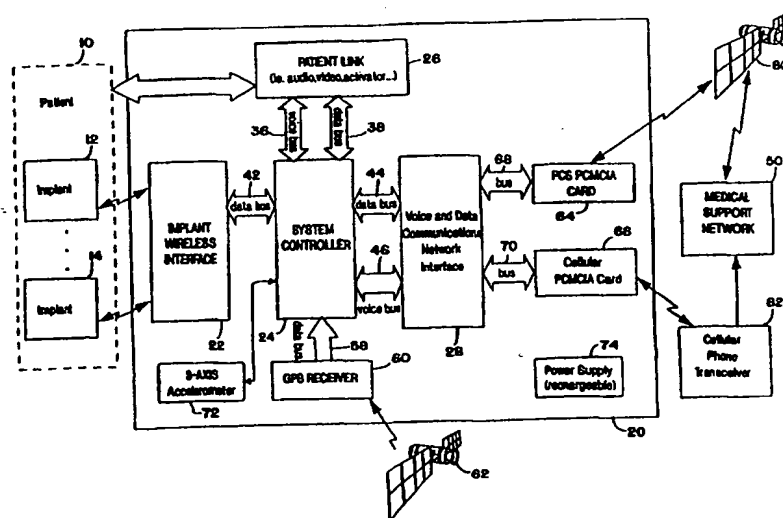 10
Patient
12
Implant
14
Implant
PATIENT LINK
(ie. audio, video, activator...)
26
36
voice bus
data bus
38
42
data bus
IMPLANT
WIRELESS
INTERFACE
22
SYSTEM
CONTROLLER
24
44
data bus
46
voice bus
Voice and Data
Communications
Network
Interface
28
68
bus
PCS PCMCIA
CARD
64
70
bus
Cellular
PCMCIA Card
66
data bus
58
3-AXIS
Accelerometer
72
GPS RECEIVER
60
62
74
Power Supply
(rechargeable)
20
50
MEDICAL
SUPPORT
NETWORK
82
Cellular
Phone
Transceiver